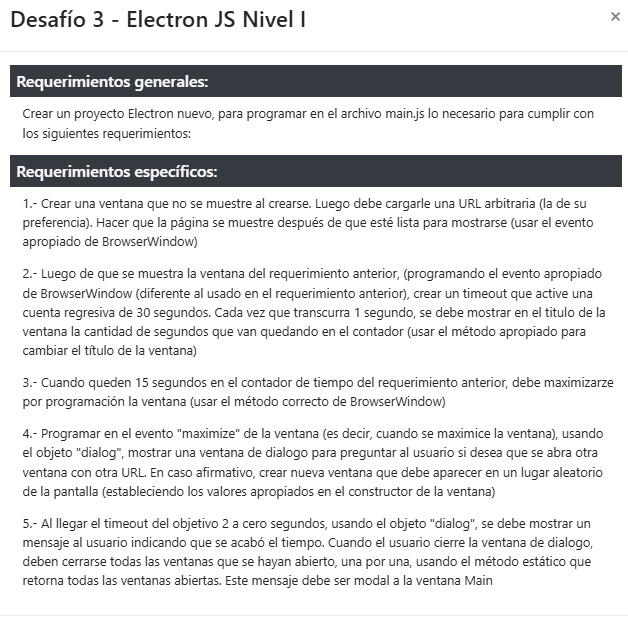 Desafío 3 - Electron JS Nivel I
×
Requerimientos generales:
Crear un proyecto Electron nuevo, para programar en el archivo main.js lo necesario para cumplir con
los siguientes requerimientos:
Requerimientos específicos:
1.- Crear una ventana que no se muestre al crearse. Luego debe cargarle una URL arbitraria (la de su
preferencia). Hacer que la página se muestre después de que esté lista para mostrarse (usar el evento
apropiado de BrowserWindow)
2.- Luego de que se muestra la ventana del requerimiento anterior, (programando el evento apropiado
de BrowserWindow (diferente al usado en el requerimiento anterior), crear un timeout que active una
cuenta regresiva de 30 segundos. Cada vez que transcurra 1 segundo, se debe mostrar en el titulo de la
ventana la cantidad de segundos que van quedando en el contador (usar el método apropiado para
cambiar el título de la ventana)
3.- Cuando queden 15 segundos en el contador de tiempo del requerimiento anterior, debe maximizarze
por programación la ventana (usar el método correcto de BrowserWindow)
4.- Programar en el evento "maximize" de la ventana (es decir, cuando se maximice la ventana), usando
el objeto "dialog", mostrar una ventana de dialogo para preguntar al usuario si desea que se abra otra
ventana con otra URL. En caso afirmativo, crear nueva ventana que debe aparecer en un lugar aleatorio
de la pantalla (estableciendo los valores apropiados en el constructor de la ventana)
5.- Al llegar el timeout del objetivo 2 a cero segundos, usando el objeto "dialog", se debe mostrar un
mensaje al usuario indicando que se acabó el tiempo. Cuando el usuario cierre la ventana de dialogo,
deben cerrarse todas las ventanas que se hayan abierto, una por una, usando el método estático que
retorna todas las ventanas abiertas. Este mensaje debe ser modal a la ventana Main